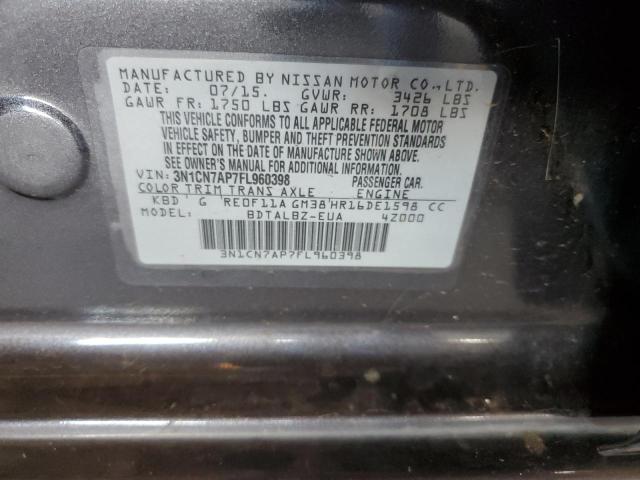 MANUFACTURED BY NISSAN MOTOR CO., LTD.
DATE: 07/15. GVWR: 3426 LBS
GAWR FR: 1750 LBS GAWR RR: 1708 LBS
THIS VEHICLE CONFORMS TO ALL APPLICABLE FEDERAL MOTOR
VEHICLE SAFETY, BUMPER AND THEFT PREVENTION STANDARDS
IN EFFECT ON THE DATE OF MANUFACTURE SHOWN ABOVE.
SEE OWNER'S MANUAL FOR ADDITIONAL INFORMATION.
VIN: 3N1CN7AP7FL960398 PASSENGER CAR.
COLOR TRIM TRANS AXLE ENGINE
KBD G RE0F11A GM38 HR16DE1598 CC
MODEL: BDTALBZ-EUA 4Z000
3N1CN7AP7FL960398